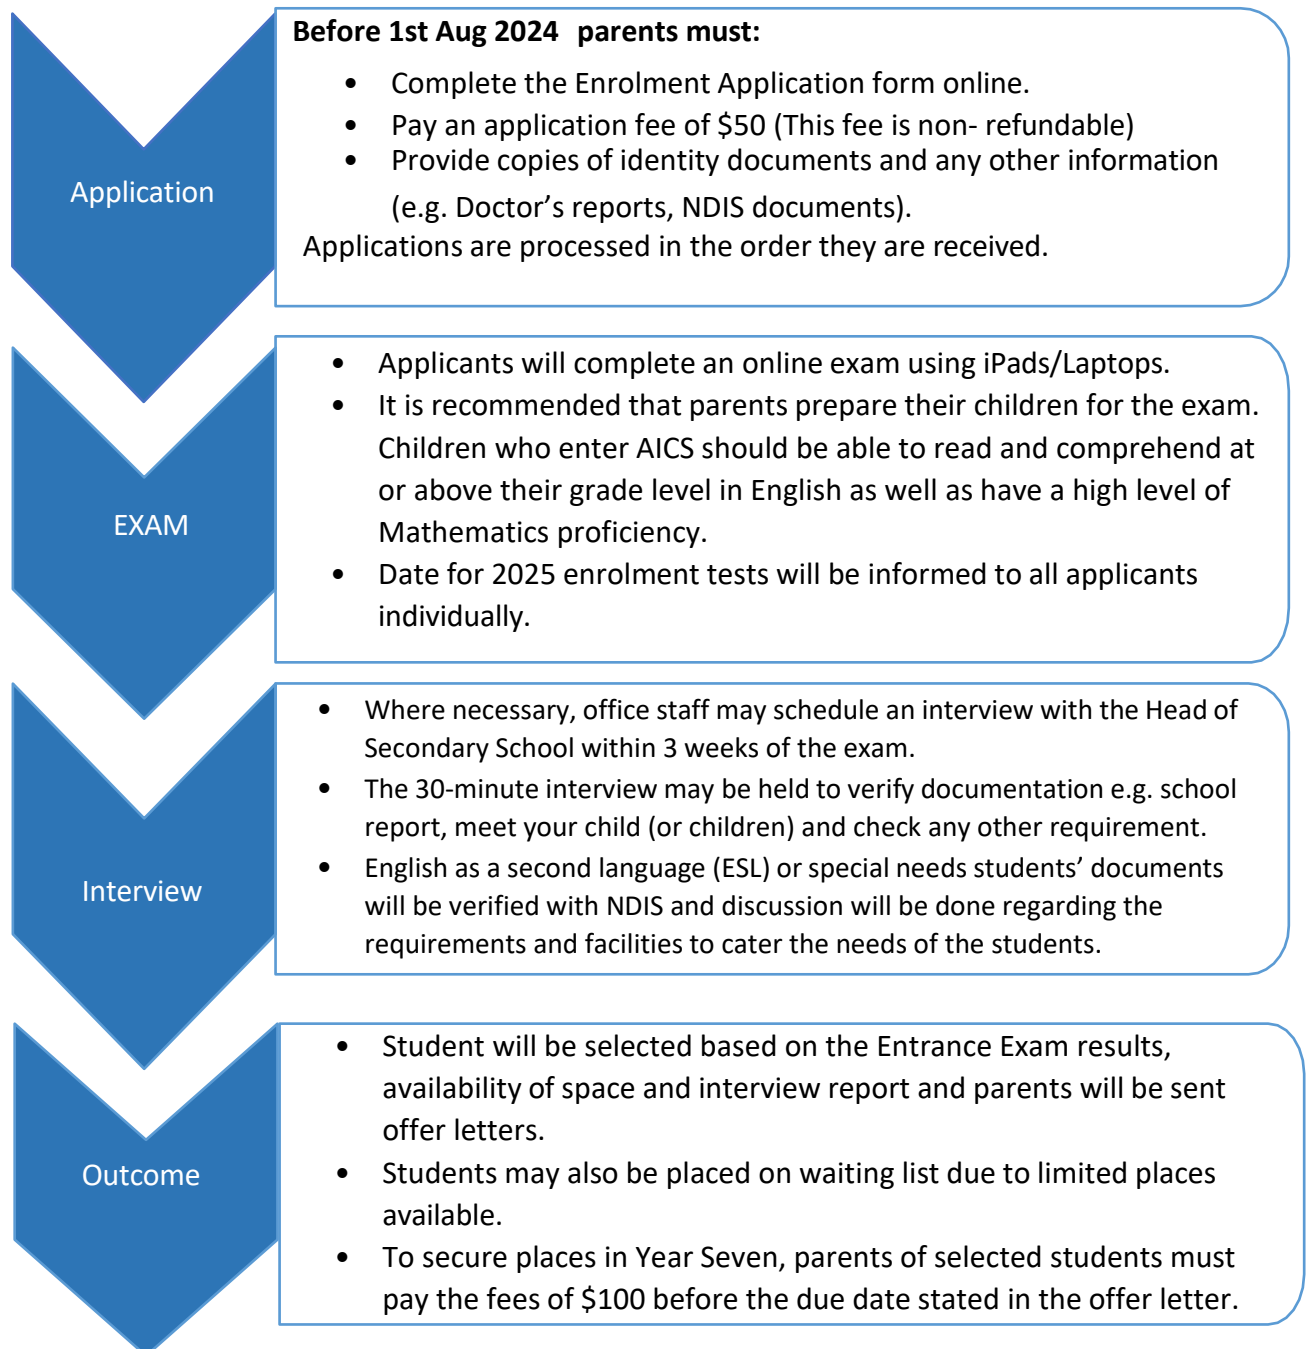 Before 1st Aug 2024 parents must:
• Complete the Enrolment Application form online.
• Pay an application fee of $50 (This fee is non- refundable)
• Provide copies of identity documents and any other information
(e.g. Doctor’s reports, NDIS documents).
Applications are processed in the order they are received.
Application
• Applicants will complete an online exam using iPads/Laptops.
• It is recommended that parents prepare their children for the exam.
Children who enter AICS should be able to read and comprehend at
or above their grade level in English as well as have a high level of
Mathematics proficiency.
• Date for 2025 enrolment tests will be informed to all applicants
individually.
EXAM
• Where necessary, office staff may schedule an interview with the Head of
Secondary School within 3 weeks of the exam.
• The 30-minute interview may be held to verify documentation e.g. school
report, meet your child (or children) and check any other requirement.
• English as a second language (ESL) or special needs students’ documents
will be verified with NDIS and discussion will be done regarding the
requirements and facilities to cater the needs of the students.
Interview
• Student will be selected based on the Entrance Exam results,
availability of space and interview report and parents will be sent
offer letters.
• Students may also be placed on waiting list due to limited places
available.
• To secure places in Year Seven, parents of selected students must
pay the fees of $100 before the due date stated in the offer letter.
Outcome